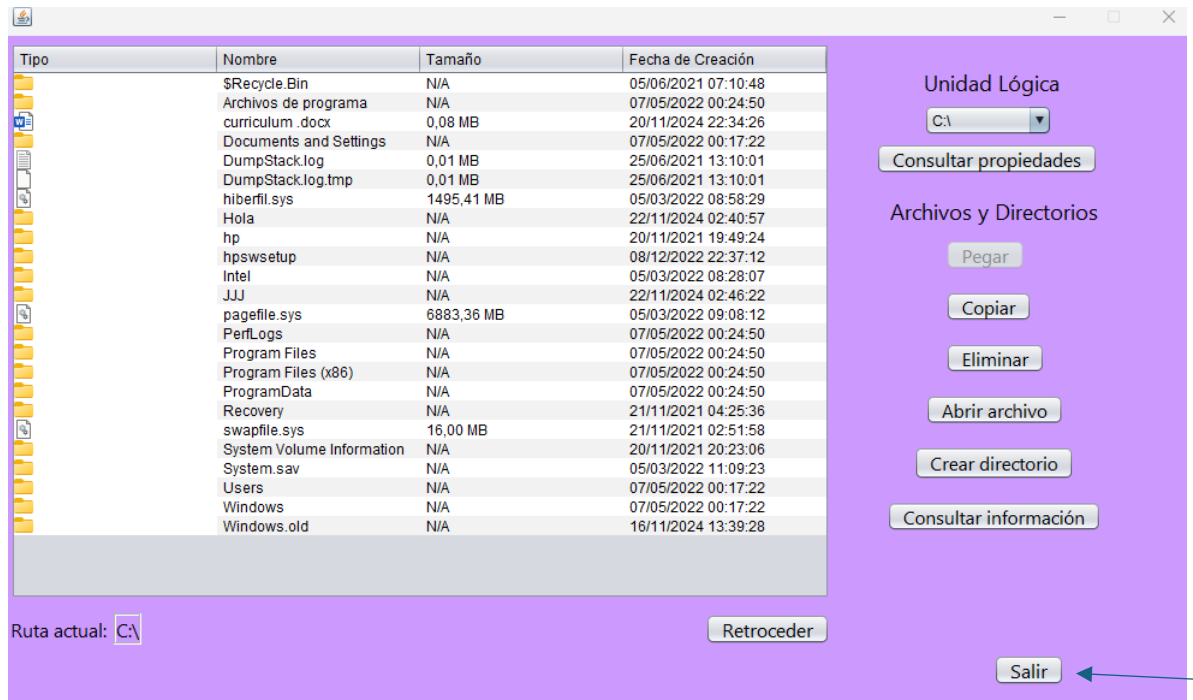 Tipo Nombre Tamaño Fecha de Creación
$Recycle.Bin N/A 05/06/2021 07:10:48
Archivos de programa N/A 07/05/2022 00:24:50
curriculum .docx 0,08 MB 20/11/2024 22:34:26
Documents and Settings N/A 07/05/2022 00:17:22
DumpStack.log 0,01 MB 25/06/2021 13:10:01
DumpStack.log.tmp 0,01 MB 25/06/2021 13:10:01
hiberfil.sys 1495,41 MB 05/03/2022 08:58:29
Hola N/A 22/11/2024 02:40:57
hp N/A 20/11/2021 19:49:24
hpswsetup N/A 08/12/2022 22:37:12
Intel N/A 05/03/2022 08:28:07
JJJ N/A 22/11/2024 02:46:22
pagefile.sys 6883,36 MB 05/03/2022 09:08:12
PerfLogs N/A 07/05/2022 00:24:50
Program Files N/A 07/05/2022 00:24:50
Program Files (x86) N/A 07/05/2022 00:24:50
ProgramData N/A 07/05/2022 00:24:50
Recovery N/A 21/11/2021 04:25:36
swapfile.sys 16,00 MB 21/11/2021 02:51:58
System Volume Information N/A 20/11/2021 20:23:06
System.sav N/A 05/03/2022 11:09:23
Users N/A 07/05/2022 00:17:22
Windows N/A 07/05/2022 00:17:22
Windows.old N/A 16/11/2024 13:39:28
Ruta actual: C:\
Retroceder
Unidad Lógica
C:\
Consultar propiedades
Archivos y Directorios
Pegar
Copiar
Eliminar
Abrir archivo
Crear directorio
Consultar información
Salir